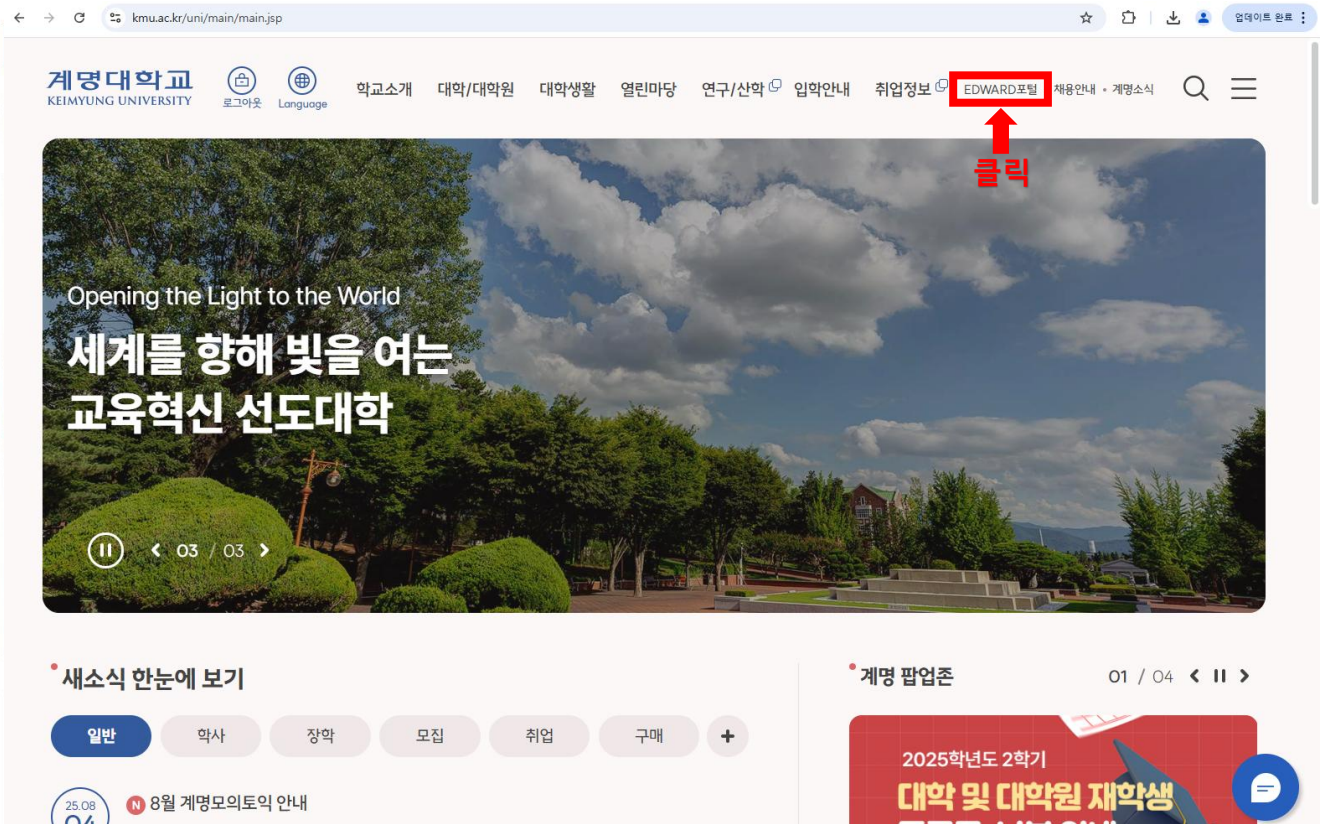 kmu.ac.kr/uni/main/main.jsp
업데이트 완료
계명대학교
KEIMYUNG UNIVERSITY
로그아웃
Language
학교소개 대학/대학원 대학생활 열린마당 연구/산학 입학안내 취업정보 EDWARD포털 채용안내 • 계명소식
클릭
Opening the Light to the World
세계를 향해 빛을 여는
교육혁신 선도대학
03 / 03
새소식 한눈에 보기
일반 학사 장학 모집 취업 구매 +
25.08
04
N 8월 계명모의토익 안내
계명 팝업존
01 / 04
2025학년도 2학기
대학 및 대학원 재학생